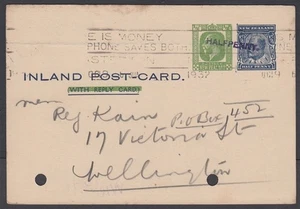 E IS MONEY
PHONE SAVES BOTH
HALFPENNY.
1937
INLAND POST-CARD.
WITH REPLY CARD
Reg Kain P.O Box 452
17 Victoria St
Wellington